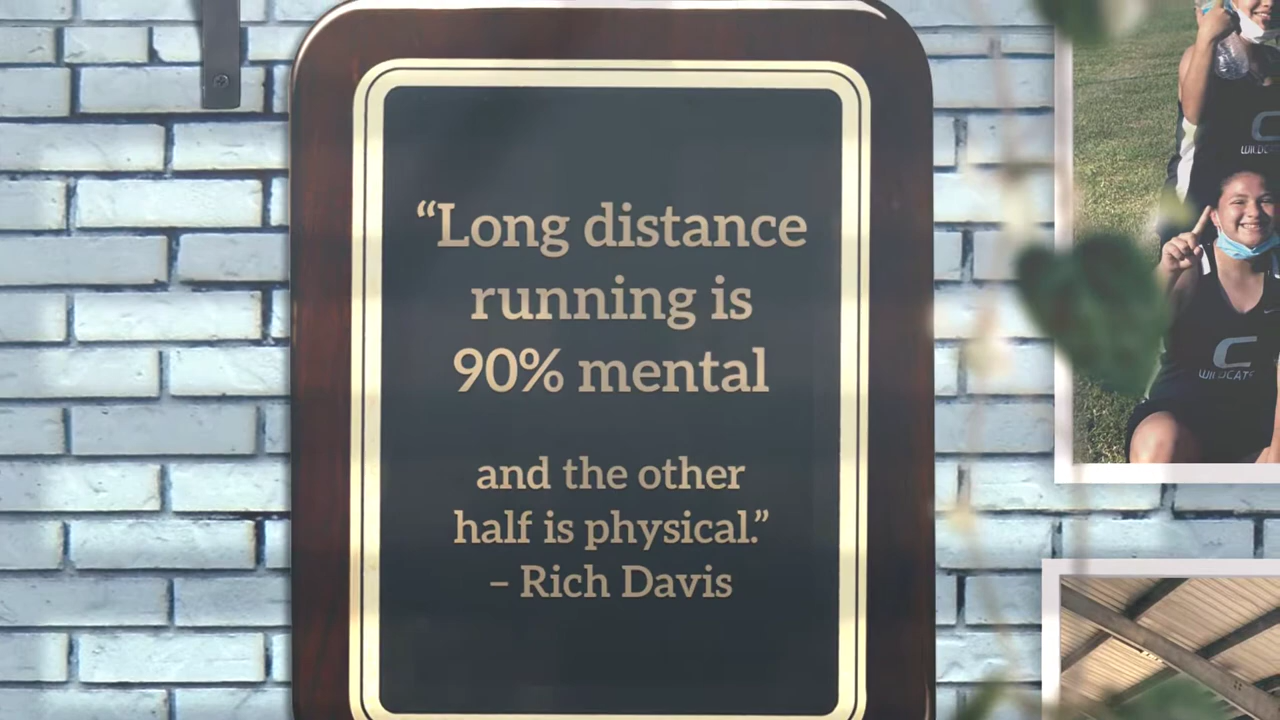 “Long distance
running is
90% mental
and the other
half is physical.”
– Rich Davis
C
WILDCATS